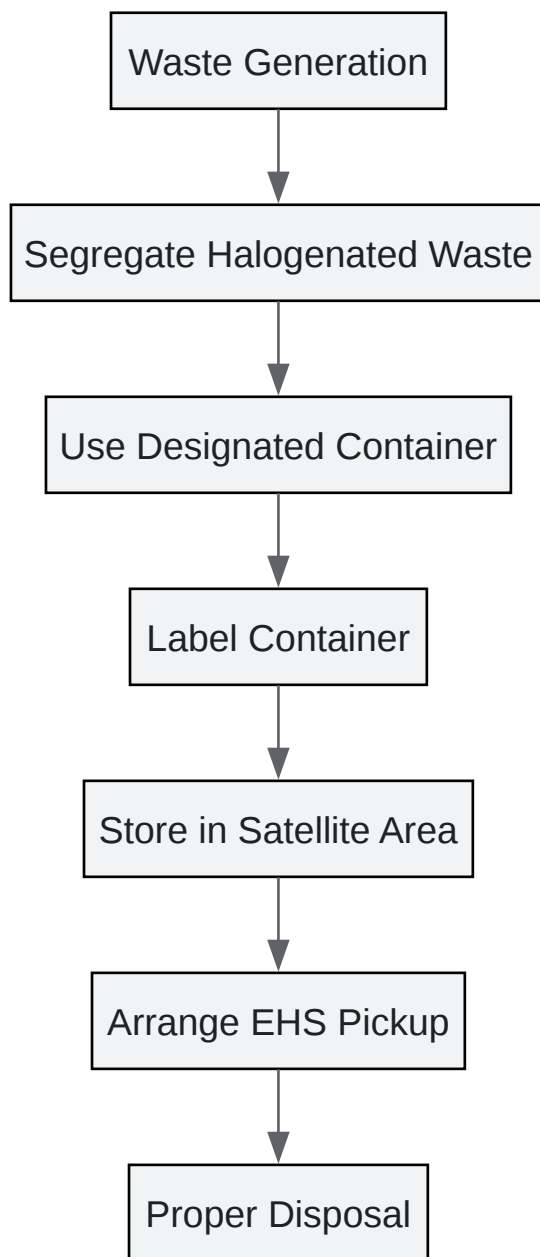 Waste Generation
Segregate Halogenated Waste
Use Designated Container
Label Container
Store in Satellite Area
Arrange EHS Pickup
Proper Disposal